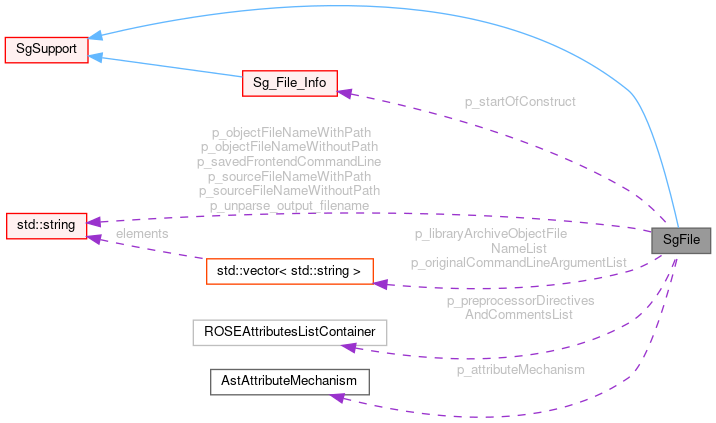 SgSupport
Sg_File_Info
p_startOfConstruct
p_objectFileNameWithPath
p_objectFileNameWithoutPath
p_savedFrontendCommandLine
p_sourceFileNameWithPath
p_sourceFileNameWithoutPath
p_unparse_output_filename
std::string
elements
SgFile
p_libraryArchiveObjectFile
NameList
p_originalCommandLineArgumentList
std::vector< std::string >
p_preprocessorDirectives
AndCommentsList
ROSEAttributesListContainer
p_attributeMechanism
AstAttributeMechanism